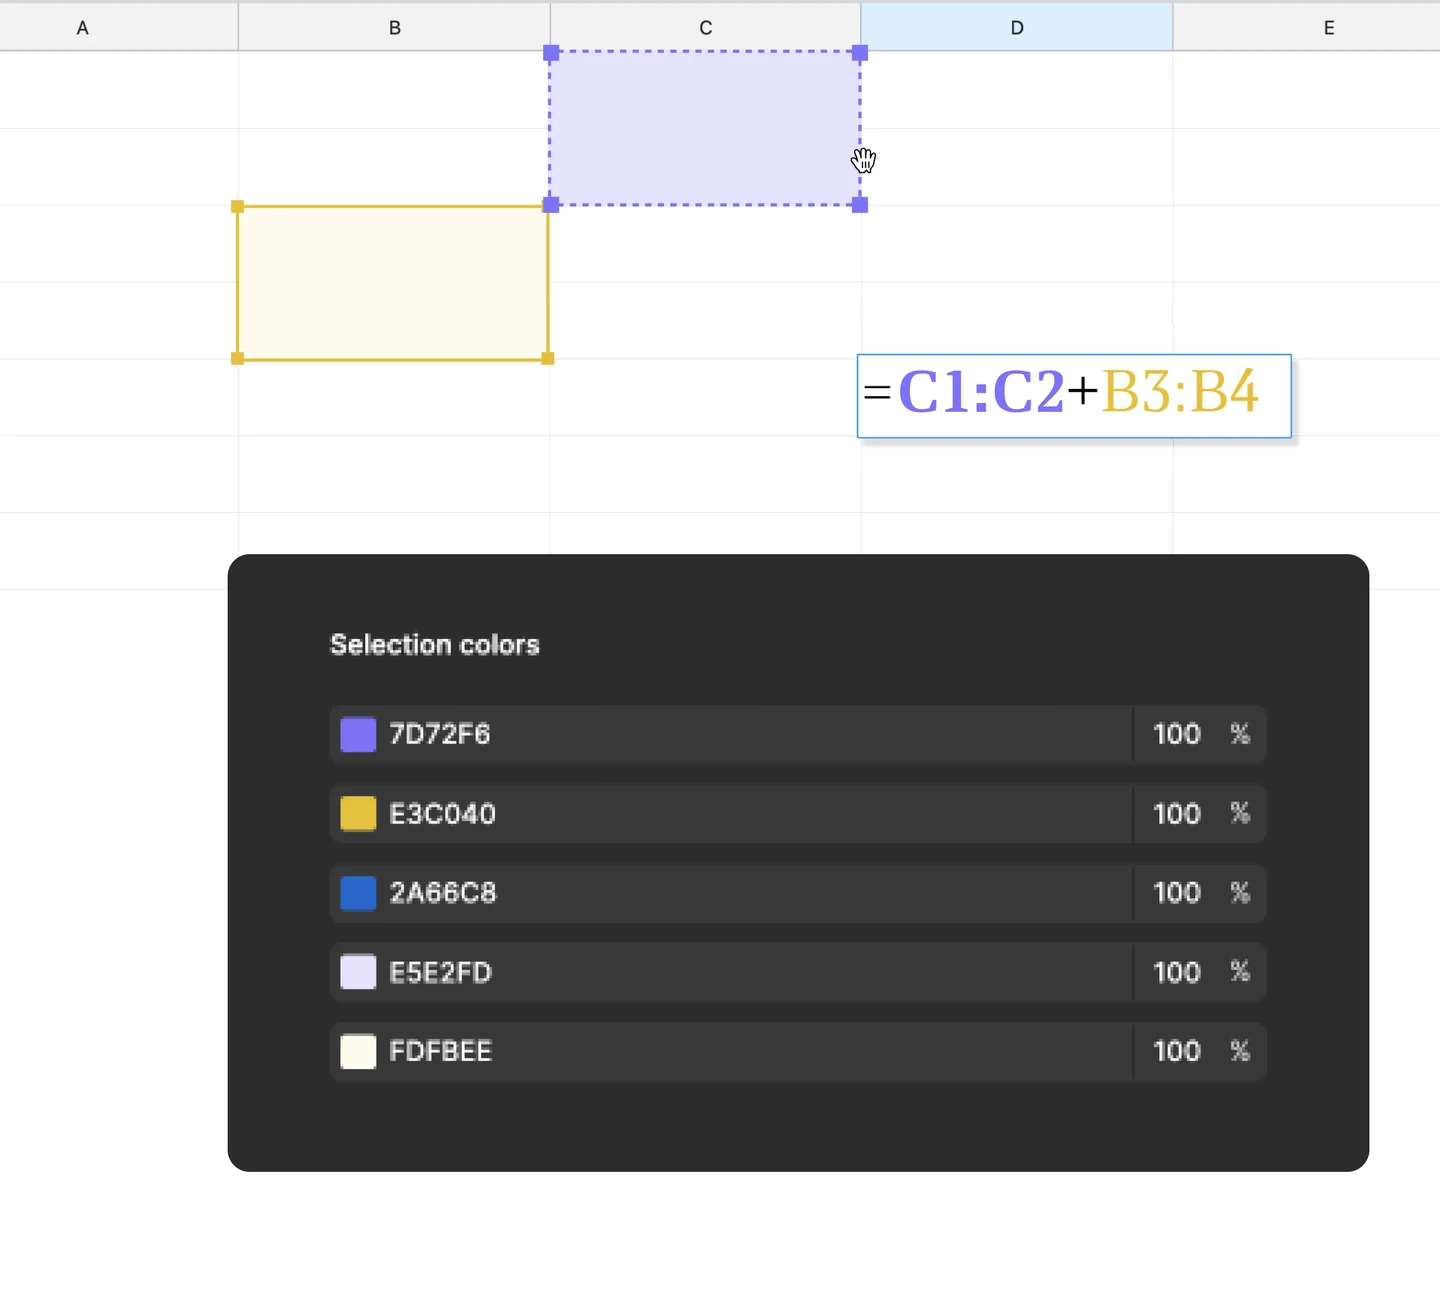 A B C D E
=C1:C2+B3:B4
Selection colors
7D72F6 100 %
E3C040 100 %
2A66C8 100 %
E5E2FD 100 %
FDFBEE 100 %